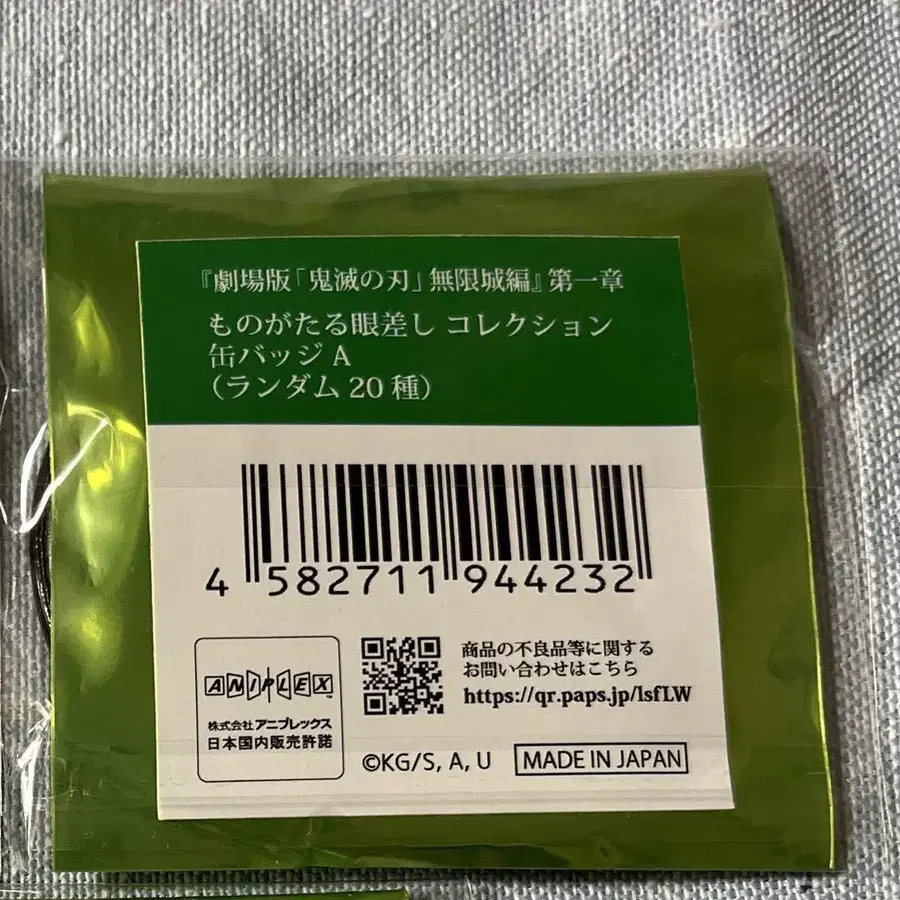 『劇場版「鬼滅の刃」無限城編』第一章
ものがたる眼差し コレクション
缶バッジ A
（ランダム 20 種）
4 582711 944232
ANIPLEX™
株式会社 アニプレックス
日本国内販売許諾
商品の不良品等に関する
お問い合わせはこちら
https://qr.paps.jp/lsfLW
©KG/S, A, U
MADE IN JAPAN